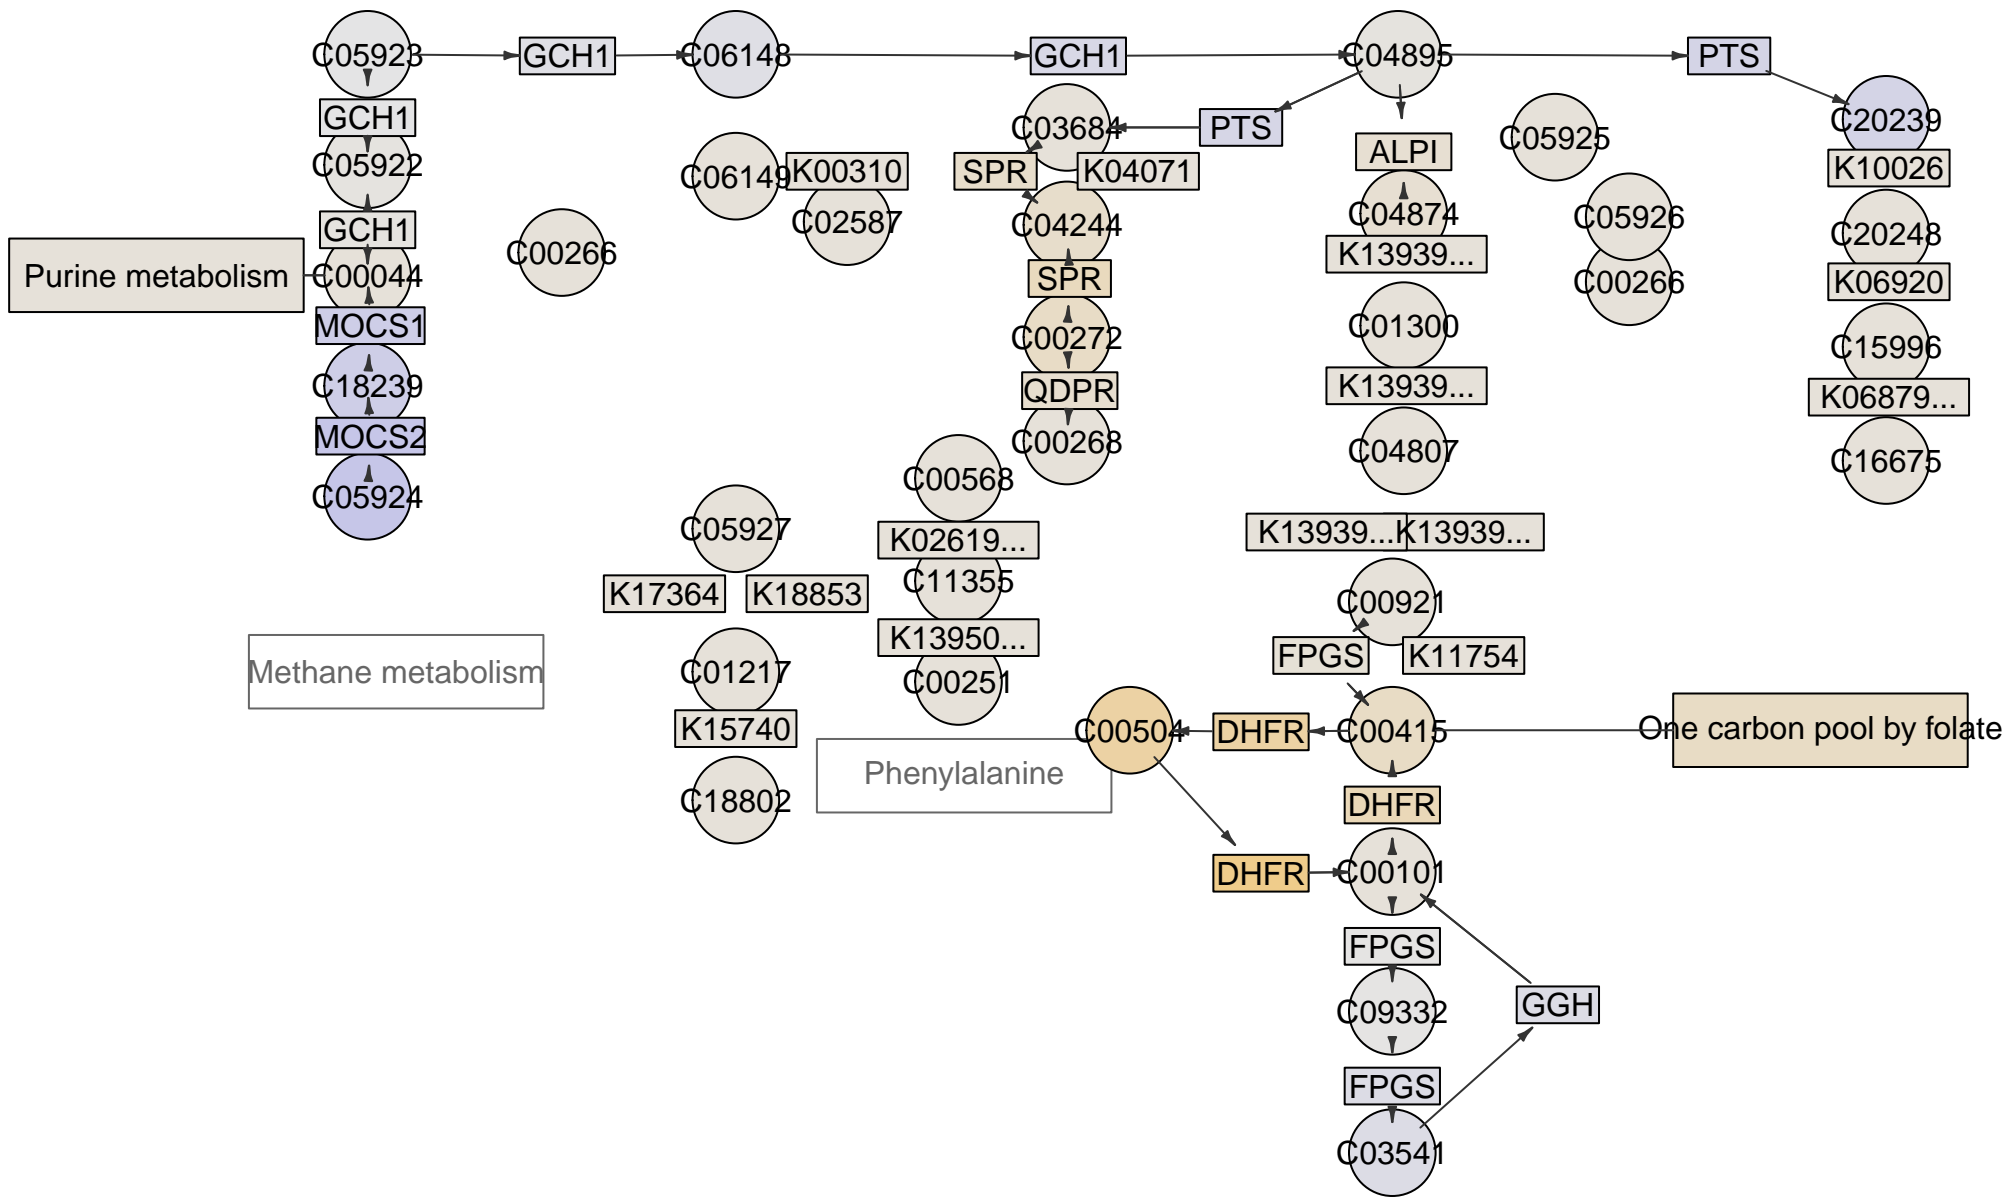 C05923
GCH1
C06148
GCH1
C04895
PTS
GCH1
C03684
PTS
C05925
C20239
C05922
C06149
K00310
SPR
K04071
ALPI
K10026
GCH1
C00266
C02587
C04244
C04874
C05926
C20248
Purine metabolism
C00044
SPR
K13939...
C00266
K06920
MOCS1
C00272
C01300
C15996
C18239
QDPR
K13939...
K06879...
MOCS2
C00268
C04807
C16675
C05924
C00568
C05927
K02619...
K13939...
K13939...
K17364
K18853
C11355
C00921
Methane metabolism
C01217
K13950...
FPGS
K11754
C00251
K15740
C00504
DHFR
C00415
One carbon pool by folate
Phenylalanine
C18802
DHFR
DHFR
C00101
FPGS
C09332
GGH
FPGS
C03541